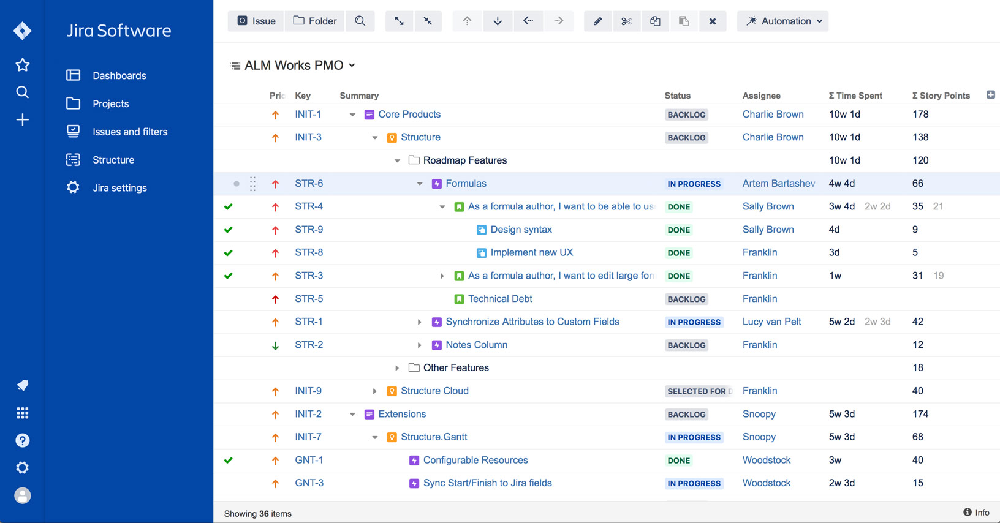 Jira Software
Dashboards
Projects
Issues and filters
Structure
Jira settings
Issue Folder Automation
ALM Works PMO
Prio Key Summary Status Assignee Σ Time Spent Σ Story Points
INIT-1 Core Products BACKLOG Charlie Brown 10w 1d 178
INIT-3 Structure BACKLOG Charlie Brown 10w 1d 138
Roadmap Features 10w 1d 120
STR-6 Formulas IN PROGRESS Artem Bartashev 4w 4d 66
STR-4 As a formula author, I want to be able to us DONE Sally Brown 3w 4d 2w 2d 35 21
STR-9 Design syntax DONE Sally Brown 4d 9
STR-8 Implement new UX DONE Franklin 3d 5
STR-3 As a formula author, I want to edit large for DONE Franklin 1w 31 19
STR-5 Technical Debt BACKLOG Franklin
STR-1 Synchronize Attributes to Custom Fields IN PROGRESS Lucy van Pelt 5w 2d 2w 3d 42
STR-2 Notes Column BACKLOG Franklin 12
Other Features 18
INIT-9 Structure Cloud SELECTED FOR D Franklin 40
INIT-2 Extensions BACKLOG Snoopy 5w 3d 174
INIT-7 Structure.Gantt IN PROGRESS Snoopy 5w 3d 68
GNT-1 Configurable Resources DONE Woodstock 3w 40
GNT-3 Sync Start/Finish to Jira fields IN PROGRESS Woodstock 2w 3d 15
Showing 36 items Info